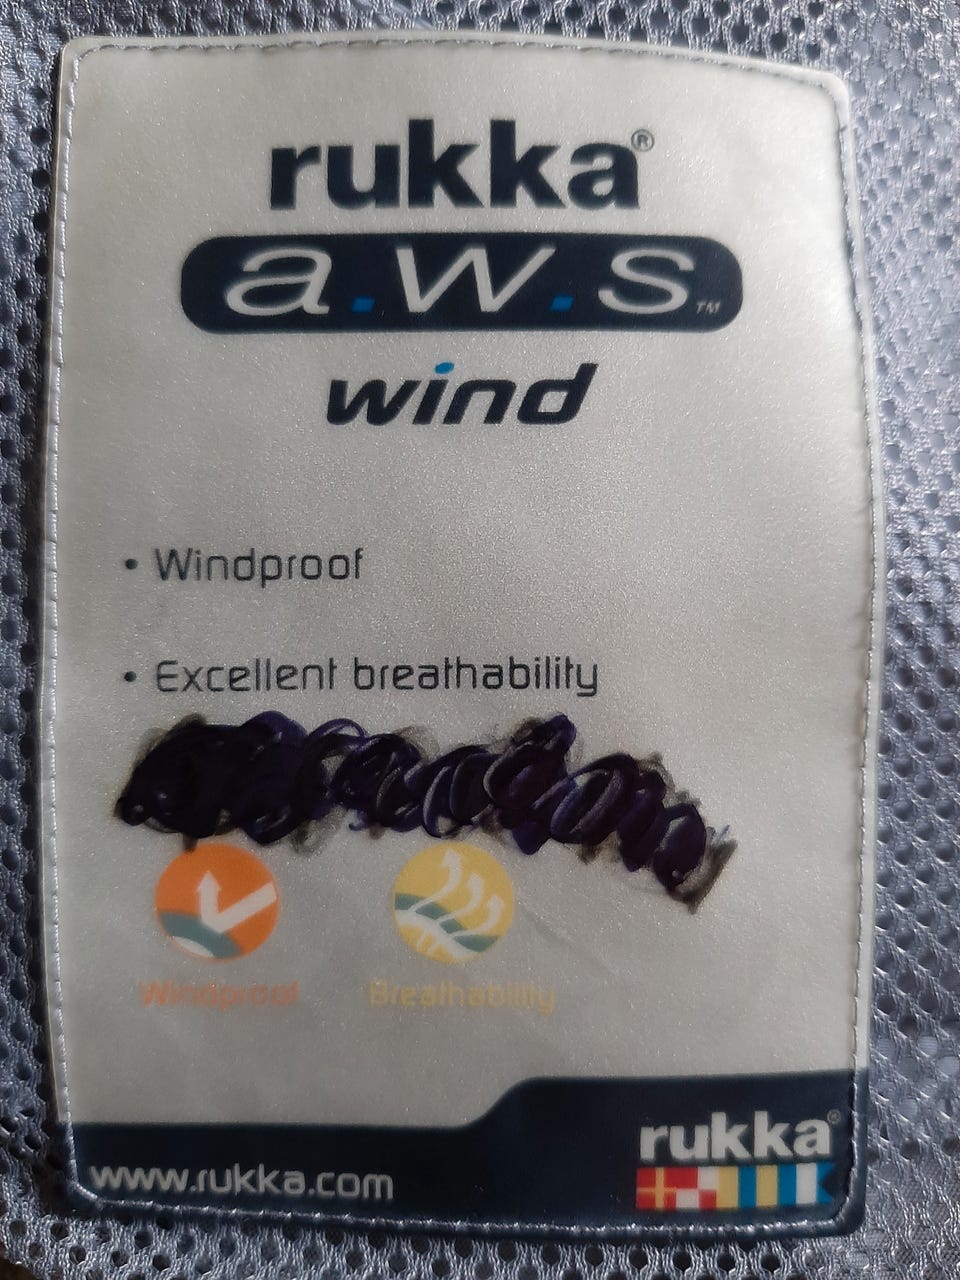 rukka®
a.w.s™
wind
• Windproof
• Excellent breathability
Windproof Breathability
rukka®
www.rukka.com